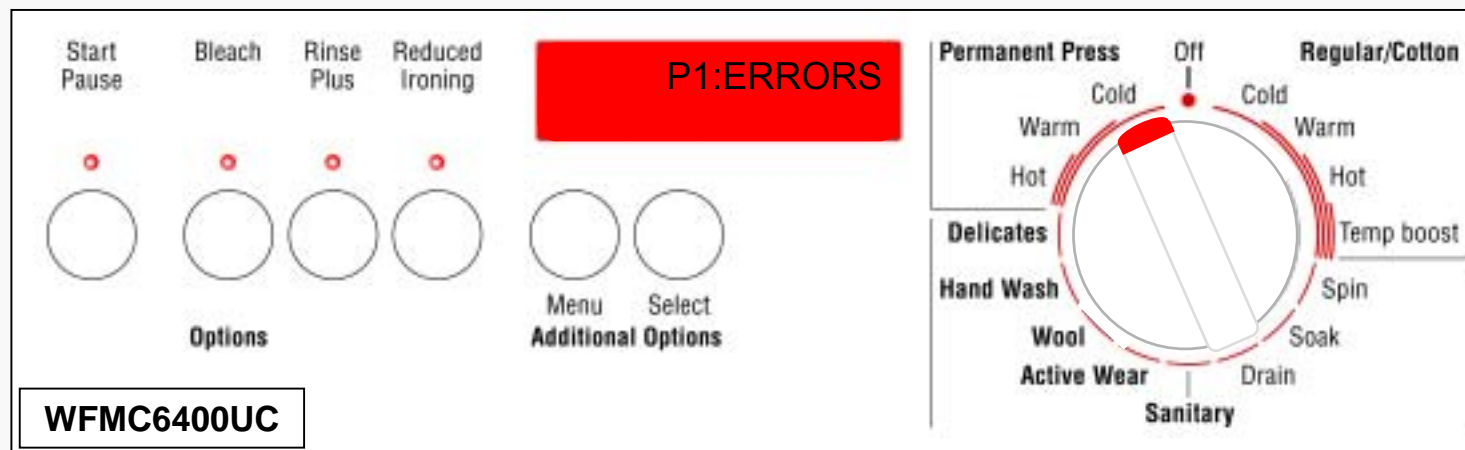 Start
Pause
Bleach
Rinse
Plus
Reduced
Ironing
P1:ERRORS
Menu
Select
Options
Additional Options
Permanent Press
Off
Regular/Cotton
Cold
Cold
Warm
Warm
Hot
Hot
Delicates
Temp boost
Hand Wash
Spin
Wool
Soak
Active Wear
Drain
Sanitary
WFMC6400UC